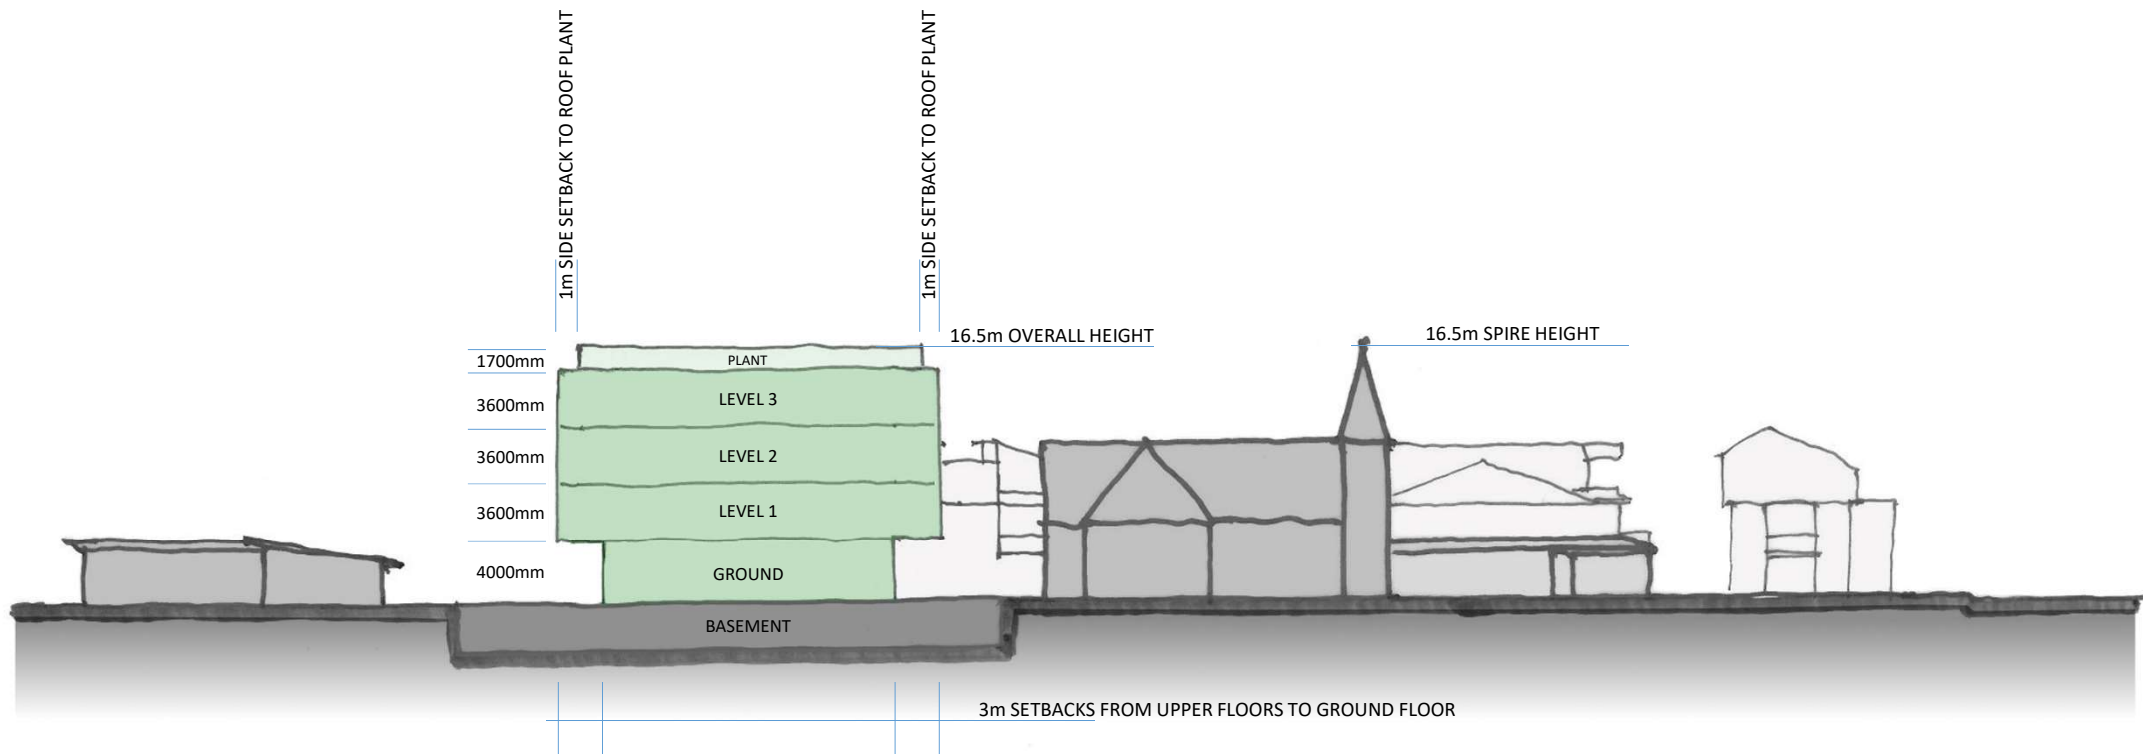 1m SIDE SETBACK TO ROOF PLANT
1m SIDE SETBACK TO ROOF PLANT
16.5m OVERALL HEIGHT
16.5m SPIRE HEIGHT
1700mm
PLANT
3600mm
LEVEL 3
3600mm
LEVEL 2
3600mm
LEVEL 1
4000mm
GROUND
BASEMENT
3m SETBACKS FROM UPPER FLOORS TO GROUND FLOOR